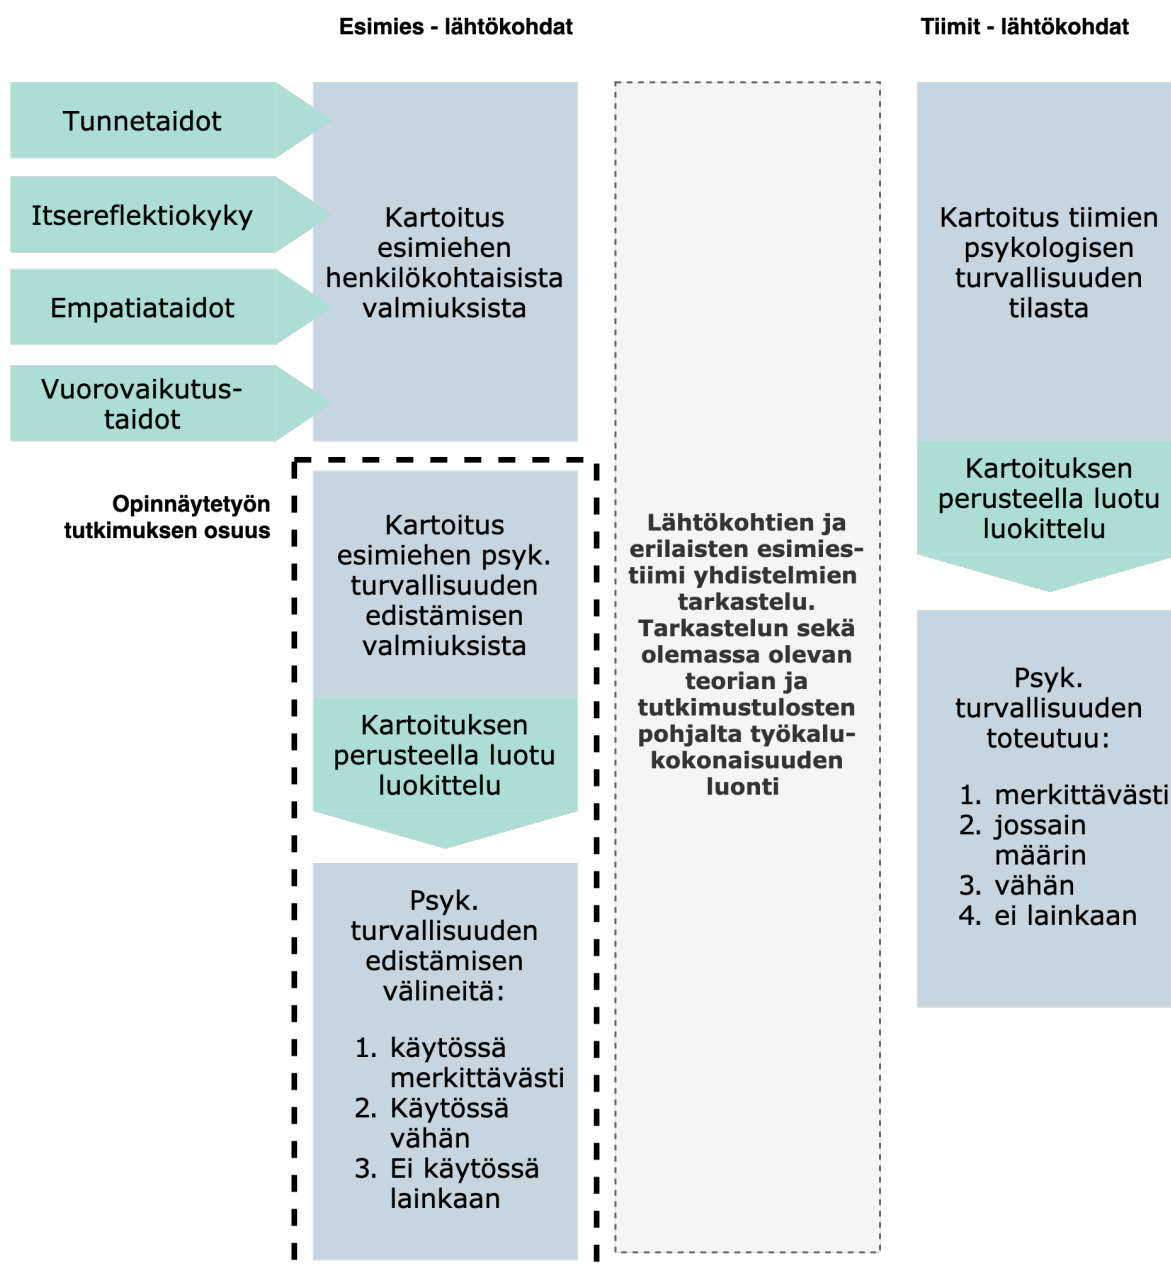 Esimies - lähtökohdat
Tiimit - lähtökohdat
Tunnetaidot
Itsereflektiokyky
Empatiataidot
Vuorovaikutus-
taidot
Kartoitus
esimiehen
henkilökohtaisista
valmiuksista
Opinnäytetyön
tutkimuksen osuus
Kartoitus
esimiehen psyk.
turvallisuuden
edistämisen
valmiuksista
Kartoituksen
perusteella luotu
luokittelu
Psyk.
turvallisuuden
edistämisen
välineitä:
1. käytössä
merkittävästi
2. Käytössä
vähän
3. Ei käytössä
lainkaan
Lähtökohtien ja
erilaisten esimies-
tiimi yhdistelmien
tarkastelu.
Tarkastelun sekä
olemassa olevan
teorian ja
tutkimustulosten
pohjalta työkalu-
kokonaisuuden
luonti
Kartoitus tiimien
psykologisen
turvallisuuden
tilasta
Kartoituksen
perusteella luotu
luokittelu
Psyk.
turvallisuuden
toteutuu:
1. merkittävästi
2. jossain
määrin
3. vähän
4. ei lainkaan